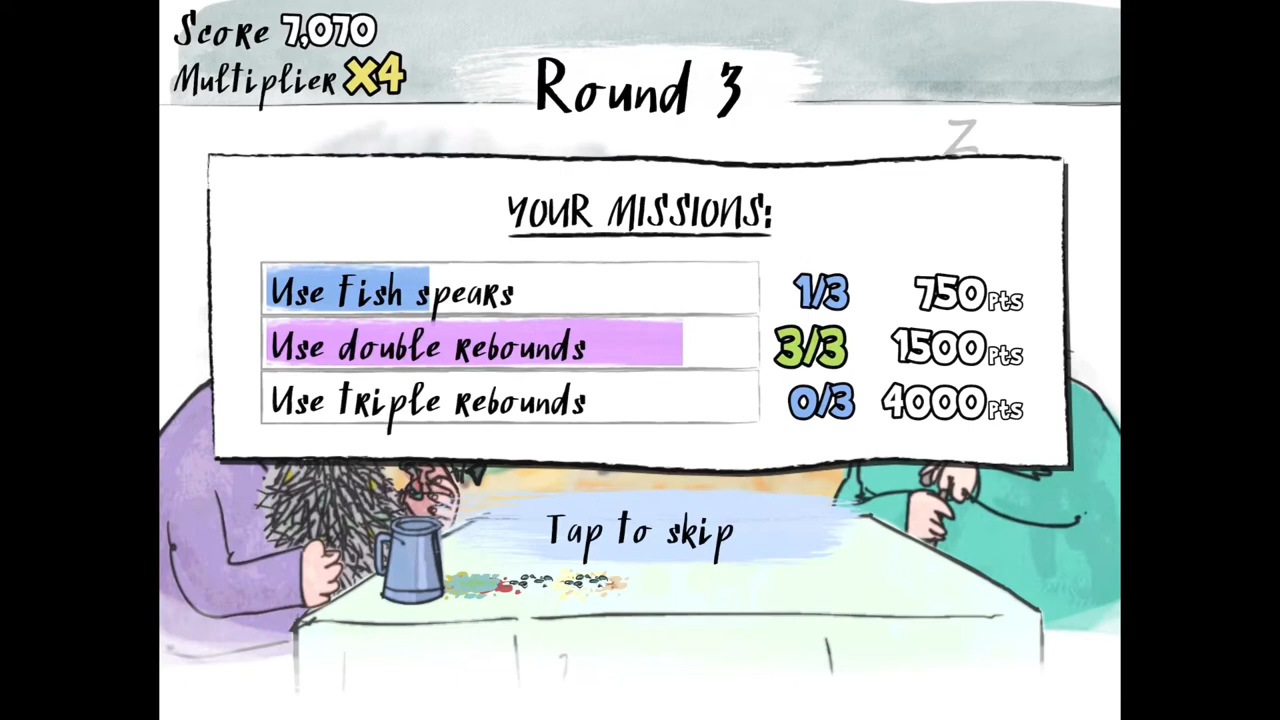 Score 7,070
Multiplier X4
Round 3
Z
YOUR MISSIONS:
Use Fish spears 1/3 750Pts
Use double rebounds 3/3 1500Pts
Use triple rebounds 0/3 4000Pts
Tap to skip